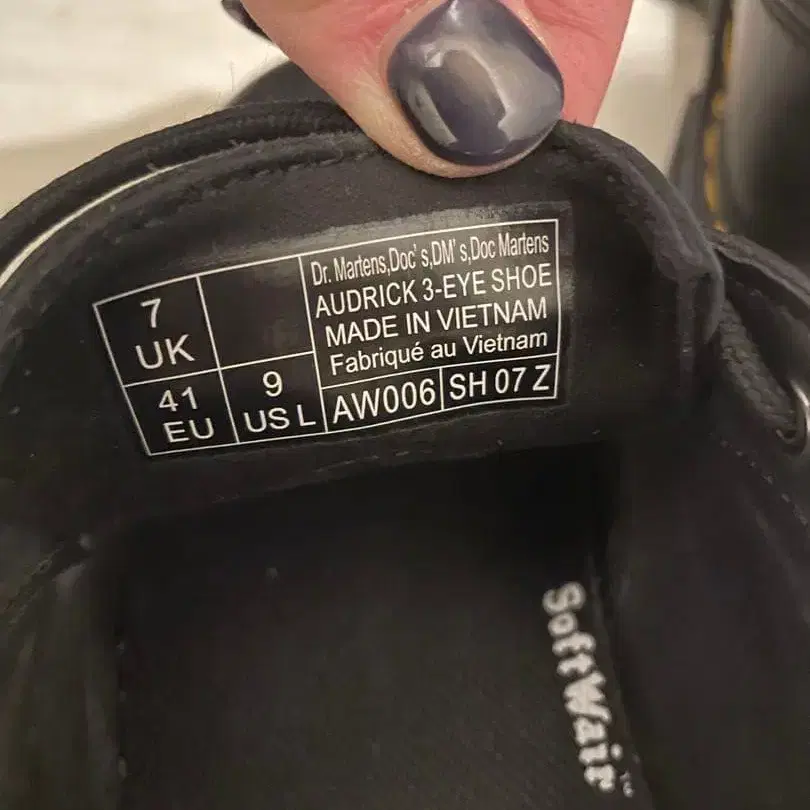 7
UK
41
EU
9
US L
Dr. Martens,Doc's,DM's,Doc Martens
AUDRICK 3-EYE SHOE
MADE IN VIETNAM
Fabriqué au Vietnam
AW006
SH 07 Z
SoftWair™